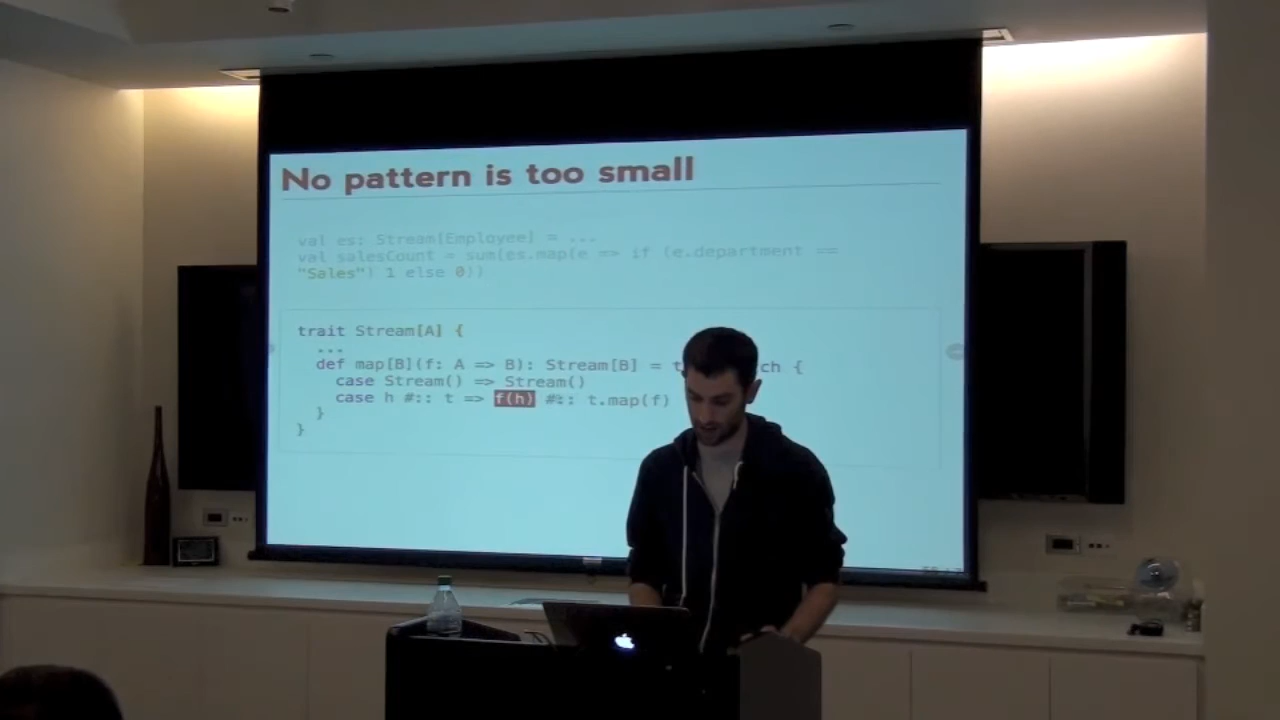 No pattern is too small
val es: Stream[Employee] = ...
val salesCount = sum(es.map(e => if (e.department ==
"Sales") 1 else 0))
trait Stream[A] {
...
def map[B](f: A => B): Stream[B] = t ch {
case Stream() => Stream()
case h #:: t => f(h) #:: t.map(f)
}
}